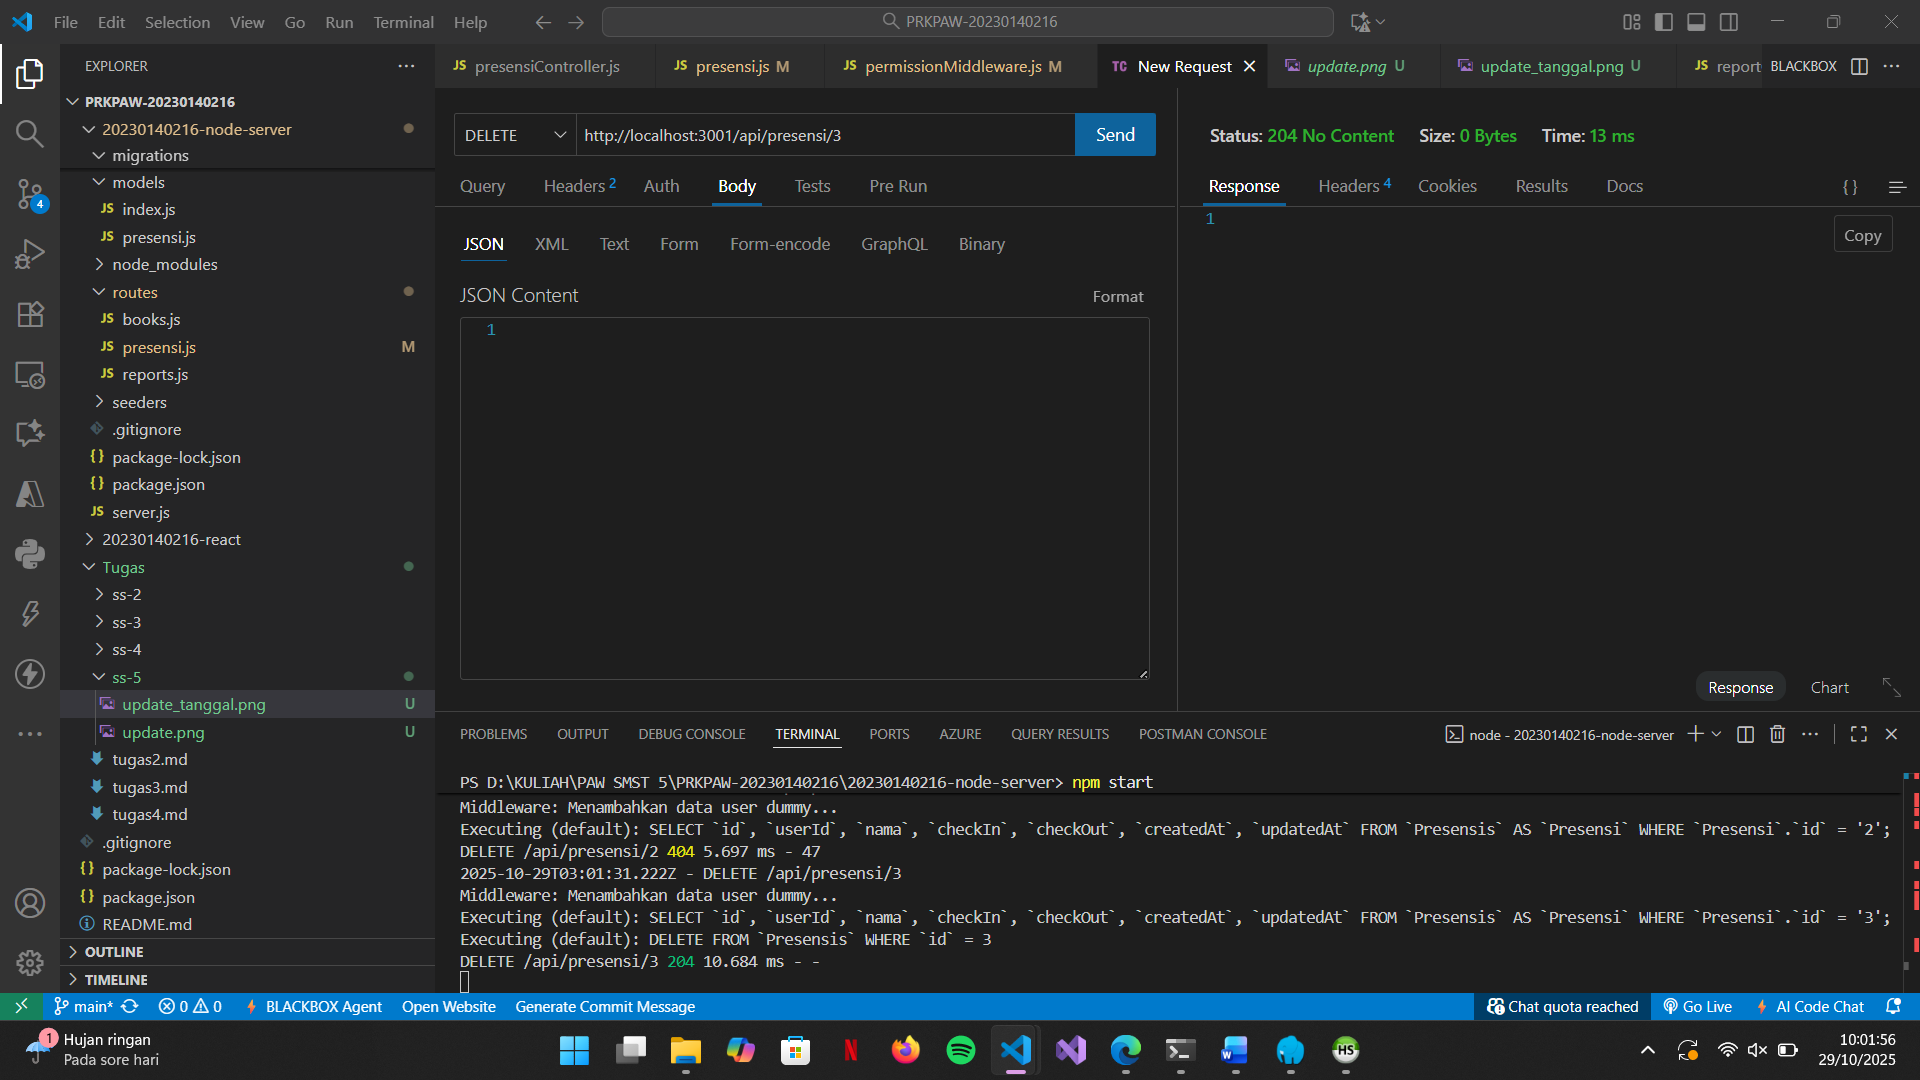 File Edit Selection View Go Run Terminal Help
PRKPAW-20230140216
EXPLORER
PRKPAW-20230140216
20230140216-node-server
migrations
models
JS index.js
JS presensi.js
node_modules
routes
JS books.js
JS presensi.js M
JS reports.js
seeders
.gitignore
{} package-lock.json
{} package.json
JS server.js
20230140216-react
Tugas
ss-2
ss-3
ss-4
ss-5
update_tanggal.png U
update.png U
tugas2.md
tugas3.md
tugas4.md
.gitignore
{} package-lock.json
{} package.json
README.md
OUTLINE
TIMELINE
4
JS presensiController.js
JS presensi.js M
JS permissionMiddleware.js M
TC New Request
update.png U
update_tanggal.png U
JS report
BLACKBOX
DELETE
http://localhost:3001/api/presensi/3
Send
Query Headers 2 Auth Body Tests Pre Run
JSON XML Text Form Form-encode GraphQL Binary
JSON Content
Format
1
Status: 204 No Content Size: 0 Bytes Time: 13 ms
Response Headers 4 Cookies Results Docs
{ }
1
Copy
Response Chart
PROBLEMS OUTPUT DEBUG CONSOLE TERMINAL PORTS AZURE QUERY RESULTS POSTMAN CONSOLE
node - 20230140216-node-server
PS D:\KULIAH\PAW SMST 5\PRKPAW-20230140216\20230140216-node-server> npm start
Middleware: Menambahkan data user dummy...
Executing (default): SELECT `id`, `userId`, `nama`, `checkIn`, `checkOut`, `createdAt`, `updatedAt` FROM `Presensis` AS `Presensi` WHERE `Presensi`.`id` = '2';
DELETE /api/presensi/2 404 5.697 ms - 47
2025-10-29T03:01:31.222Z - DELETE /api/presensi/3
Middleware: Menambahkan data user dummy...
Executing (default): SELECT `id`, `userId`, `nama`, `checkIn`, `checkOut`, `createdAt`, `updatedAt` FROM `Presensis` AS `Presensi` WHERE `Presensi`.`id` = '3';
Executing (default): DELETE FROM `Presensis` WHERE `id` = 3
DELETE /api/presensi/3 204 10.684 ms - -
main* 0 0 BLACKBOX Agent Open Website Generate Commit Message
Chat quota reached Go Live AI Code Chat
1
Hujan ringan
Pada sore hari
N
W
HS
10:01:56
29/10/2025